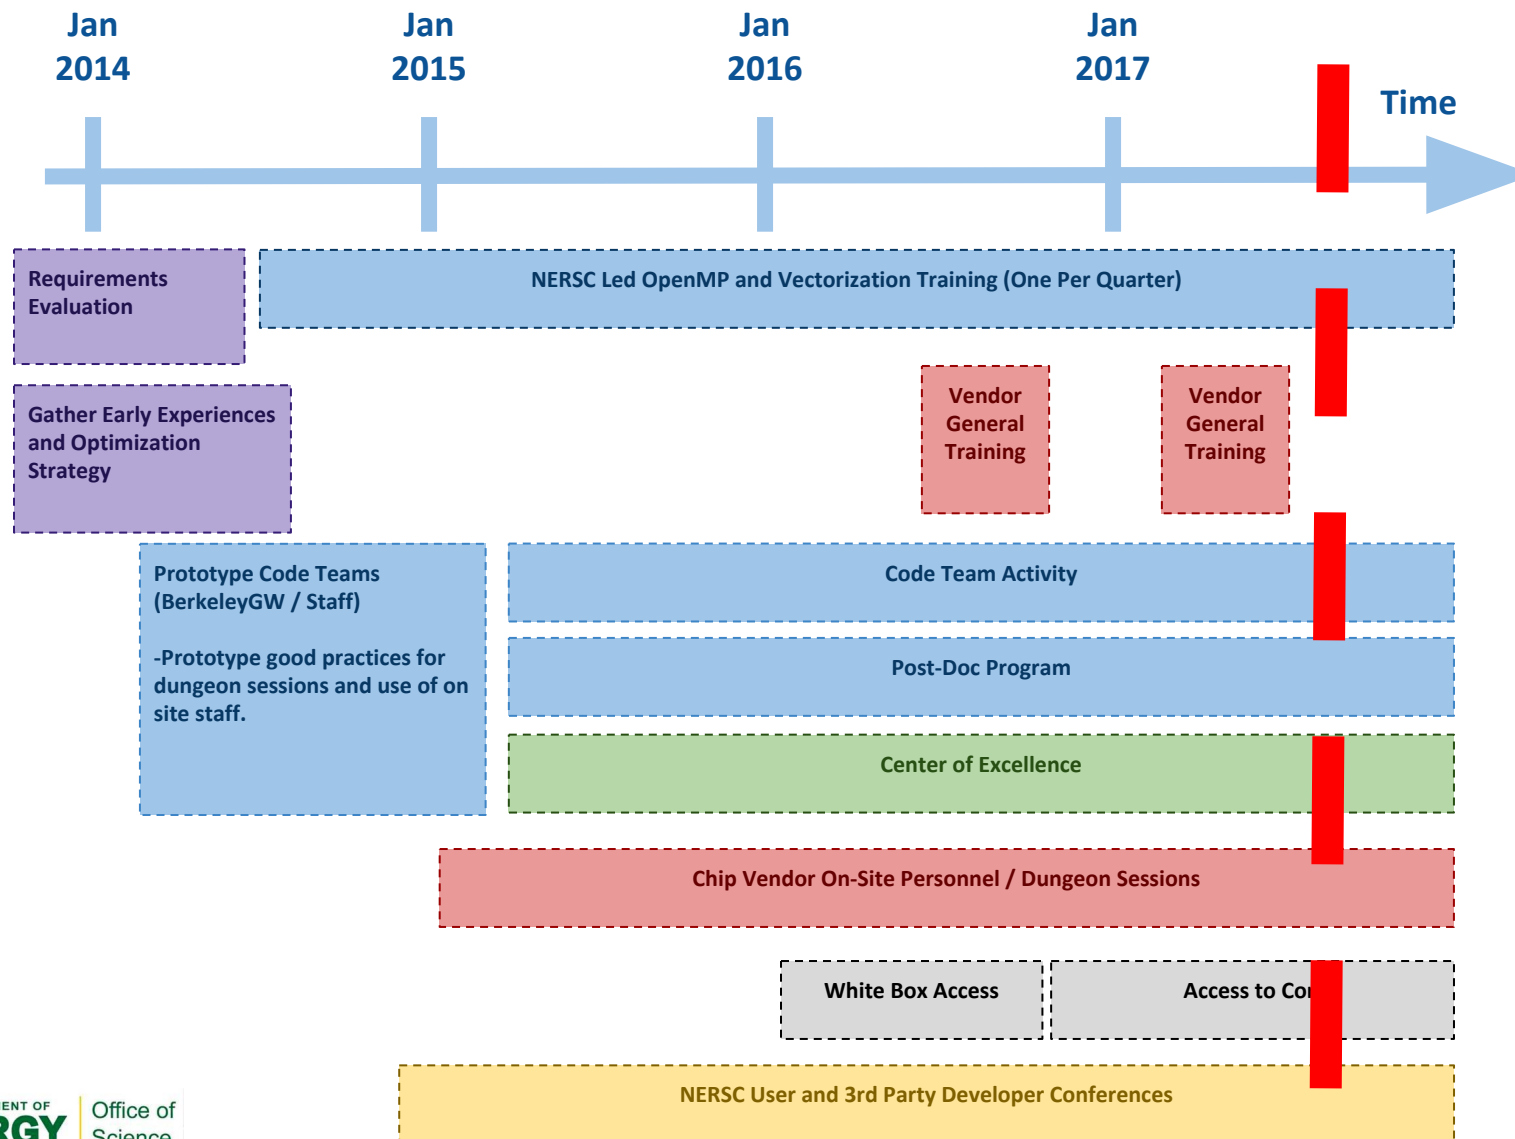 Jan
2014
Jan
2015
Jan
2016
Jan
2017
Time
Requirements
Evaluation
NERSC Led OpenMP and Vectorization Training (One Per Quarter)
Gather Early Experiences
and Optimization
Strategy
Vendor
General
Training
Vendor
General
Training
Prototype Code Teams
(BerkeleyGW / Staff)
-Prototype good practices for
dungeon sessions and use of on
site staff.
Code Team Activity
Post-Doc Program
Center of Excellence
Chip Vendor On-Site Personnel / Dungeon Sessions
White Box Access
Access to
NERSC User and 3rd Party Developer Conferences
OF
Office of
Science